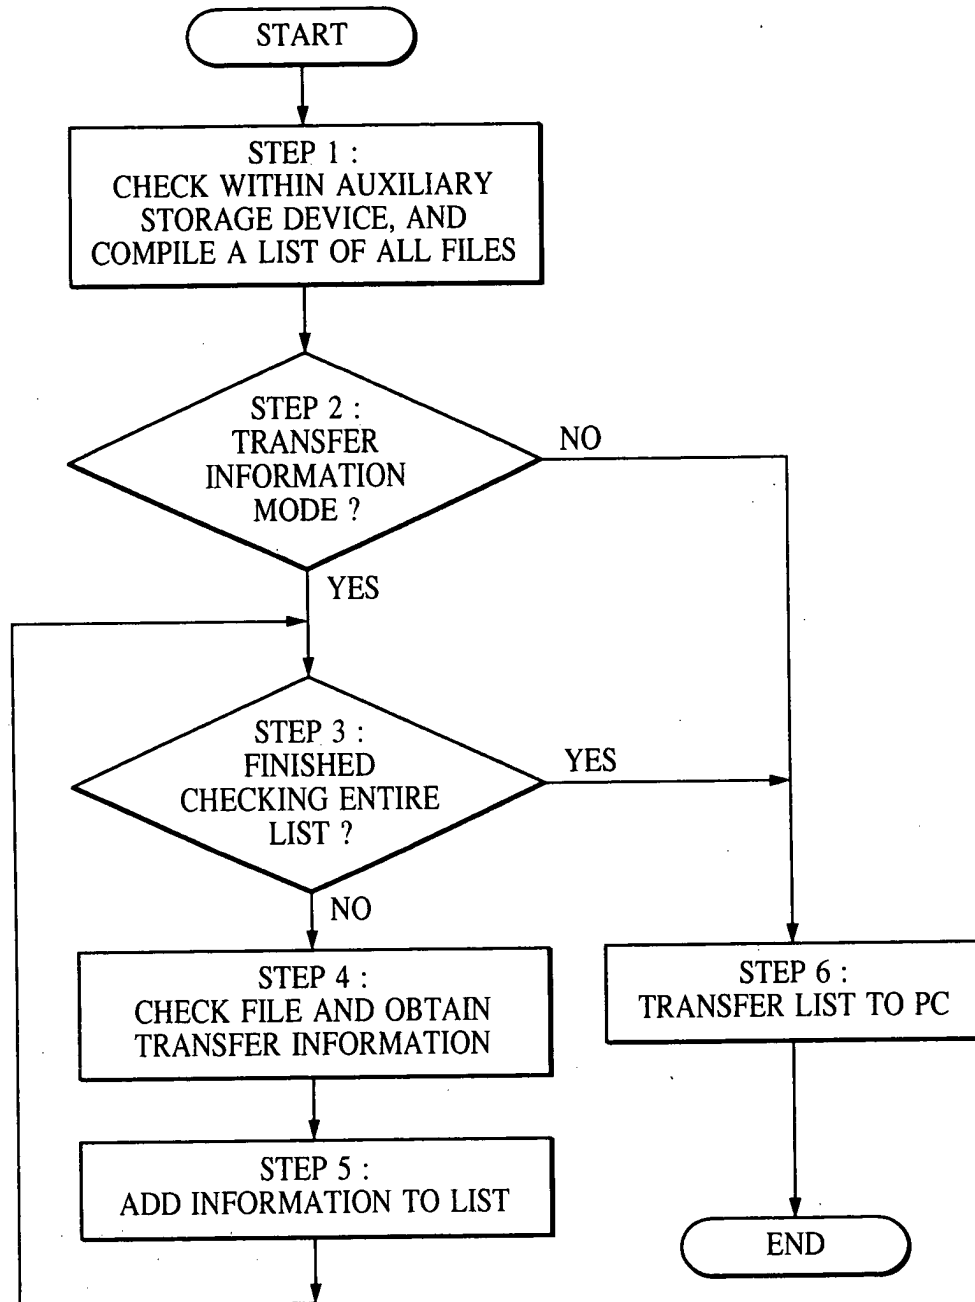 START
STEP 1 :
CHECK WITHIN AUXILIARY
STORAGE DEVICE, AND
COMPILE A LIST OF ALL FILES
STEP 2 :
TRANSFER
INFORMATION
MODE ?
NO
YES
STEP 3 :
FINISHED
CHECKING ENTIRE
LIST ?
YES
NO
STEP 4 :
CHECK FILE AND OBTAIN
TRANSFER INFORMATION
STEP 6 :
TRANSFER LIST TO PC
STEP 5 :
ADD INFORMATION TO LIST
END